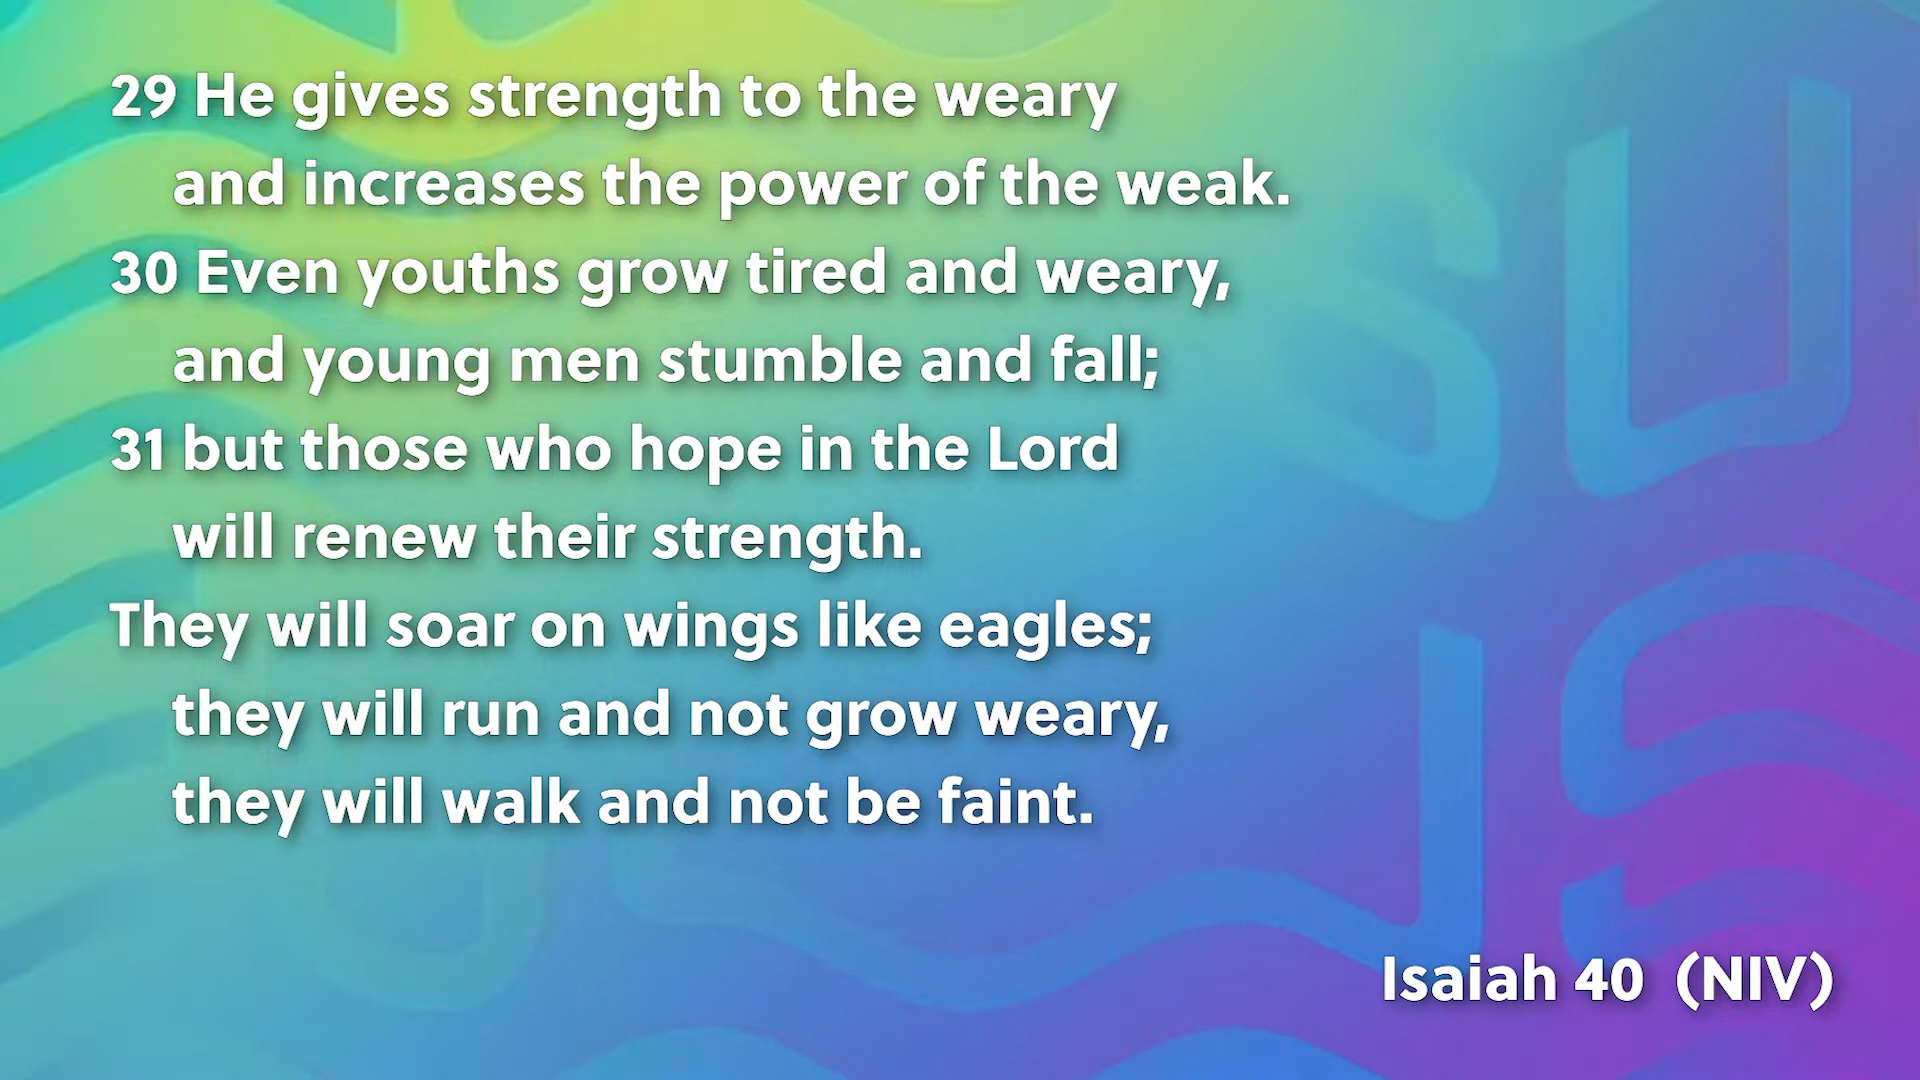 29 He gives strength to the weary
and increases the power of the weak.
30 Even youths grow tired and weary,
and young men stumble and fall;
31 but those who hope in the Lord
will renew their strength.
They will soar on wings like eagles;
they will run and not grow weary,
they will walk and not be faint.
Isaiah 40 (NIV)